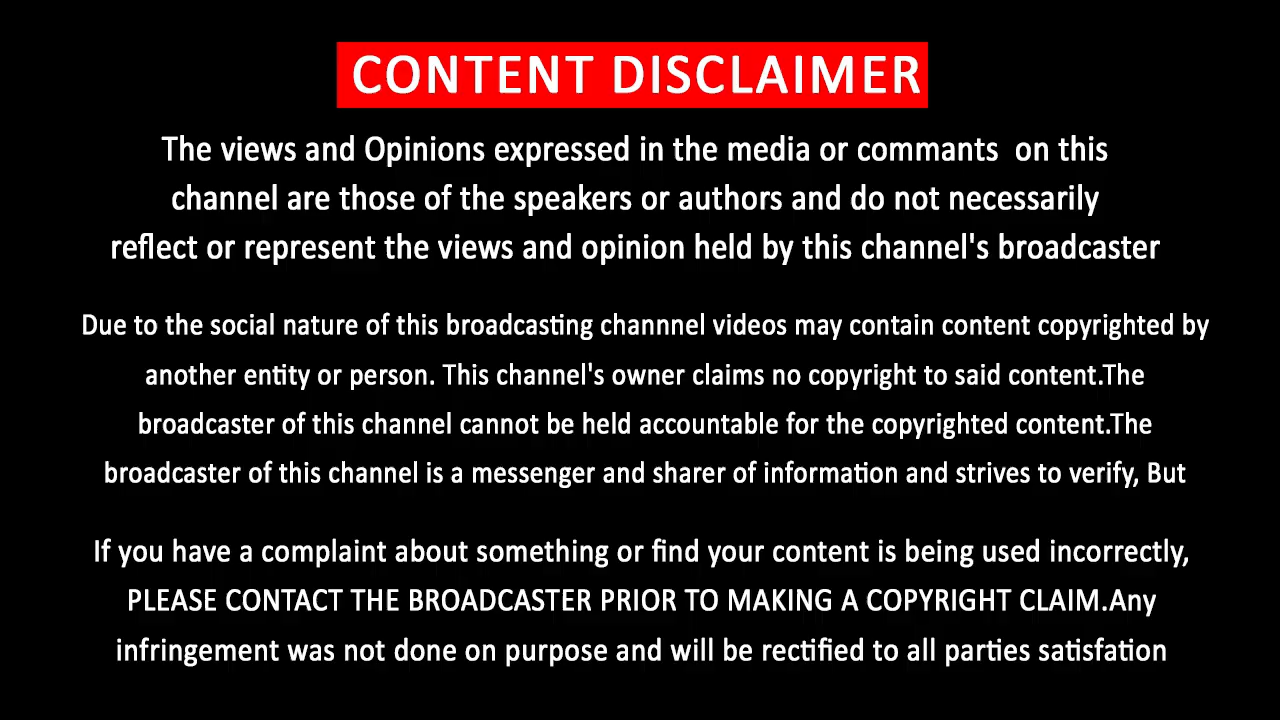 CONTENT DISCLAIMER
The views and Opinions expressed in the media or commants  on this
channel are those of the speakers or authors and do not necessarily
reflect or represent the views and opinion held by this channel's broadcaster
Due to the social nature of this broadcasting channnel videos may contain content copyrighted by
another entity or person. This channel's owner claims no copyright to said content.The
broadcaster of this channel cannot be held accountable for the copyrighted content.The
broadcaster of this channel is a messenger and sharer of information and strives to verify, But
If you have a complaint about something or find your content is being used incorrectly,
PLEASE CONTACT THE BROADCASTER PRIOR TO MAKING A COPYRIGHT CLAIM.Any
infringement was not done on purpose and will be rectified to all parties satisfation